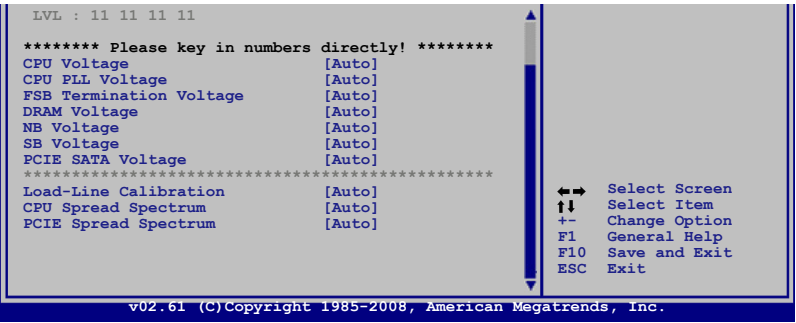 LVL : 11 11 11 11
******** Please key in numbers directly! ********
CPU Voltage [Auto]
CPU PLL Voltage [Auto]
FSB Termination Voltage [Auto]
DRAM Voltage [Auto]
NB Voltage [Auto]
SB Voltage [Auto]
PCIE SATA Voltage [Auto]
*************************************************
Load-Line Calibration [Auto]
CPU Spread Spectrum [Auto]
PCIE Spread Spectrum [Auto]
←→ Select Screen
↑↓ Select Item
+- Change Option
F1 General Help
F10 Save and Exit
ESC Exit
v02.61 (C)Copyright 1985-2008, American Megatrends, Inc.